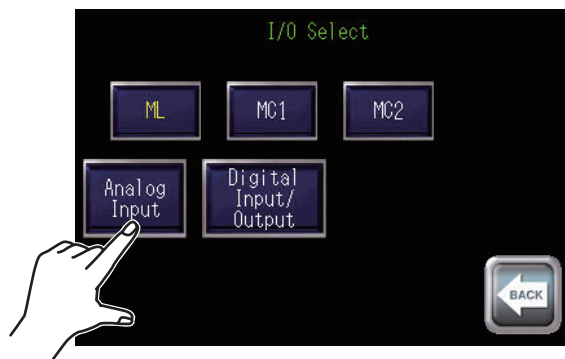 I/O Select
ML
MC1
MC2
Analog
Input
Digital
Input/
Output
BACK